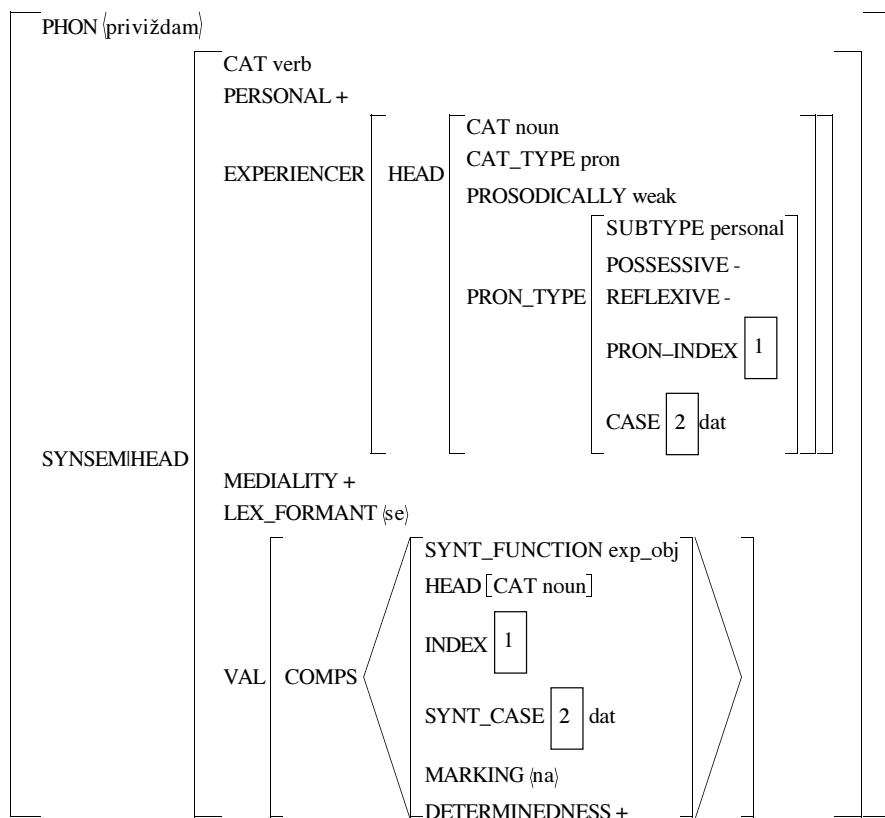 PHON ⟨priviždam⟩
CAT verb
PERSONAL +
CAT noun
CAT_TYPE pron
EXPERIENCER HEAD
PROSODICALLY weak
SUBTYPE personal
POSSESSIVE -
PRON_TYPE REFLEXIVE -
PRON–INDEX 1
CASE 2 dat
SYNSEM|HEAD
MEDIALITY +
LEX_FORMANT ⟨se⟩
SYNT_FUNCTION exp_obj
HEAD [CAT noun]
INDEX 1
VAL COMPS
SYNT_CASE 2 dat
MARKING ⟨na⟩
DETERMINEDNESS +